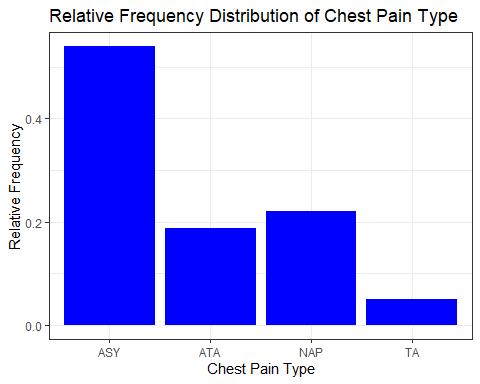 Relative Frequency Distribution of Chest Pain Type
Relative Frequency
0.4
0.2
0.0
ASY ATA NAP TA
Chest Pain Type